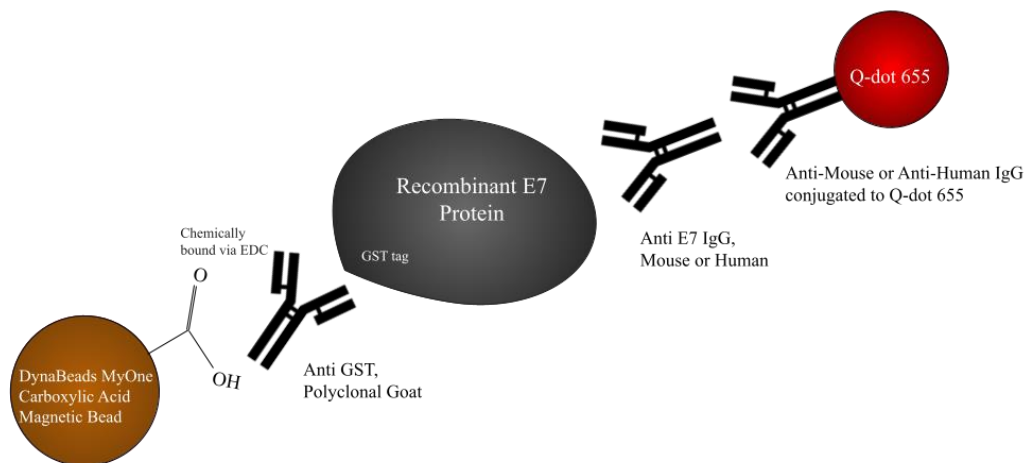 Q-dot 655
Anti-Mouse or Anti-Human IgG
conjugated to Q-dot 655
Recombinant E7
Protein
GST tag
Anti E7 IgG,
Mouse or Human
Chemically
bound via EDC
O
OH
Anti GST,
Polyclonal Goat
DynaBeads MyOne
Carboxylic Acid
Magnetic Bead